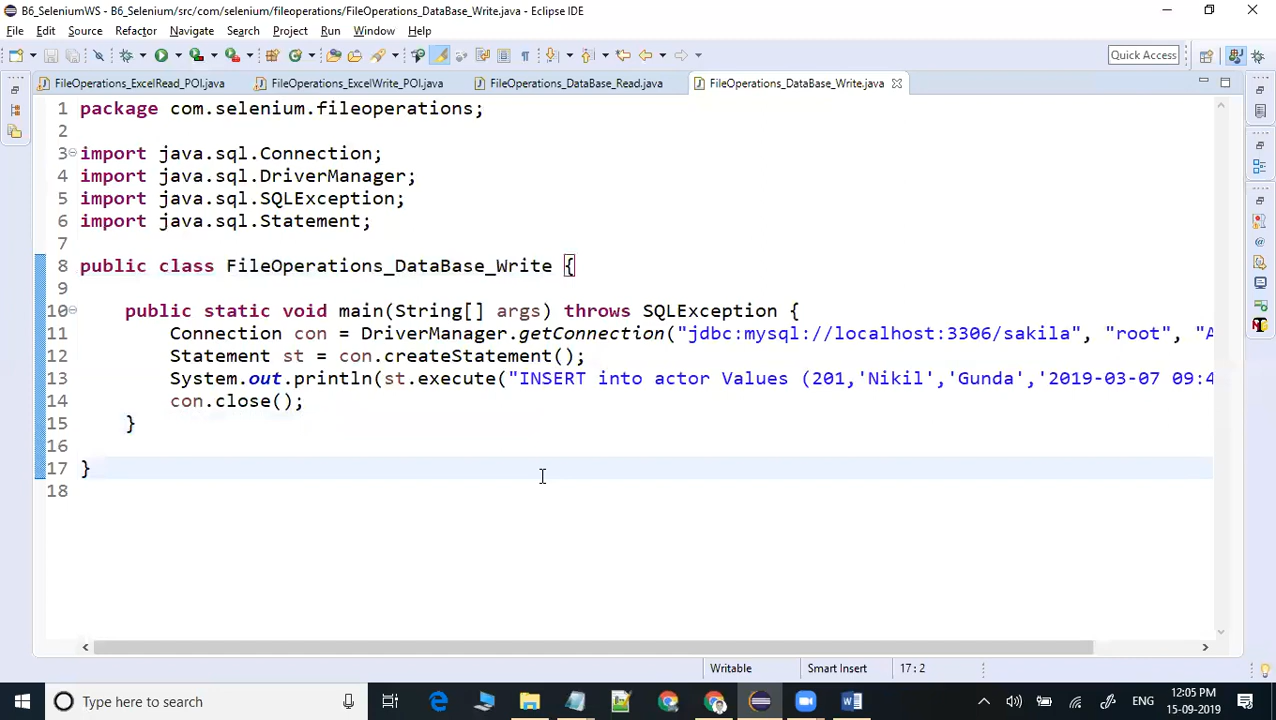 B6_SeleniumWS - B6_Selenium/src/com/selenium/fileoperations/FileOperations_DataBase_Write.java - Eclipse IDE
File Edit Source Refactor Navigate Search Project Run Window Help
Quick Access
FileOperations_ExcelRead_POI.java FileOperations_ExcelWrite_POI.java FileOperations_DataBase_Read.java FileOperations_DataBase_Write.java
1 package com.selenium.fileoperations;
2
3 import java.sql.Connection;
4 import java.sql.DriverManager;
5 import java.sql.SQLException;
6 import java.sql.Statement;
7
8 public class FileOperations_DataBase_Write {
9
10 public static void main(String[] args) throws SQLException {
11 Connection con = DriverManager.getConnection("jdbc:mysql://localhost:3306/sakila", "root", "A
12 Statement st = con.createStatement();
13 System.out.println(st.execute("INSERT into actor Values (201,'Nikil','Gunda','2019-03-07 09:4
14 con.close();
15 }
16
17 }
18
Writable Smart Insert 17:2
Type here to search
ENG
12:05 PM
15-09-2019